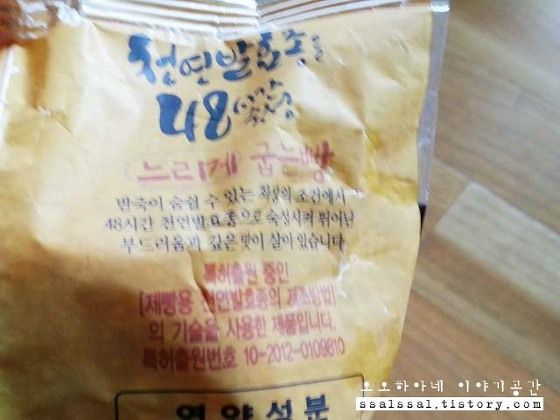 천연발효종
48시간
느리게 굽는빵
반죽이 숨쉴 수 있는 최상의 조건에서
48시간 천연발효종으로 숙성시켜 뛰어난
부드러움과 깊은 맛이 살아있습니다
특허출원 중인
[제빵용 천연발효종의 제조방법]
의 기술을 사용한 제품입니다.
특허출원번호 10-2012-0109810
영양성분
오오하아네 이야기공간
ssalssal.tistory.com